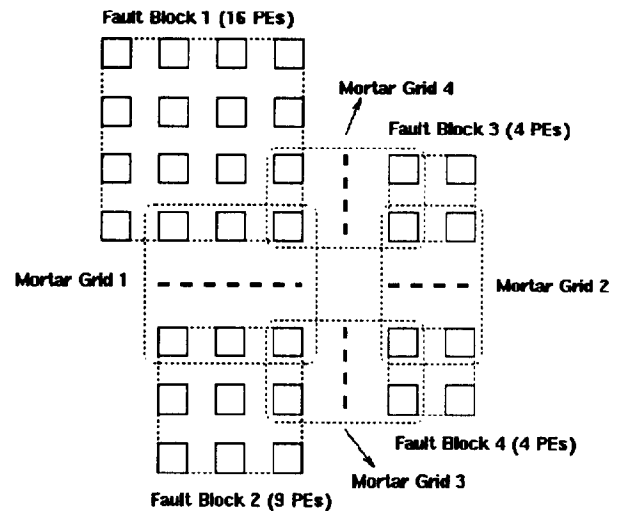 Fault Block 1 (16 PEs)
Mortar Grid 4
Fault Block 3 (4 PEs)
Mortar Grid 1
Mortar Grid 2
Fault Block 4 (4 PEs)
Mortar Grid 3
Fault Block 2 (9 PEs)